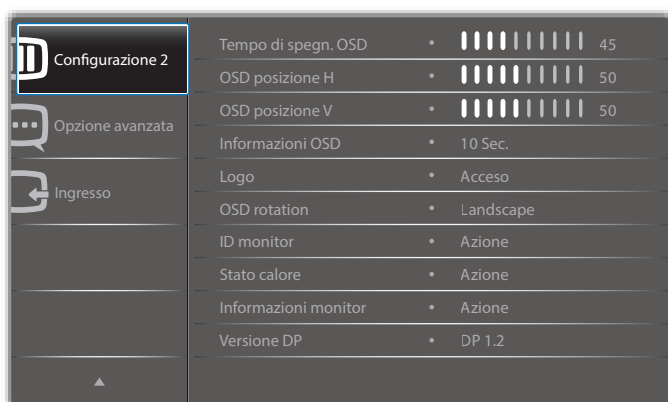 Configurazione 2
Opzione avanzata
Ingresso
Tempo di spegn. OSD • 45
OSD posizione H • 50
OSD posizione V • 50
Informazioni OSD • 10 Sec.
Logo • Acceso
OSD rotation • Landscape
ID monitor • Azione
Stato calore • Azione
Informazioni monitor • Azione
Versione DP • DP 1.2